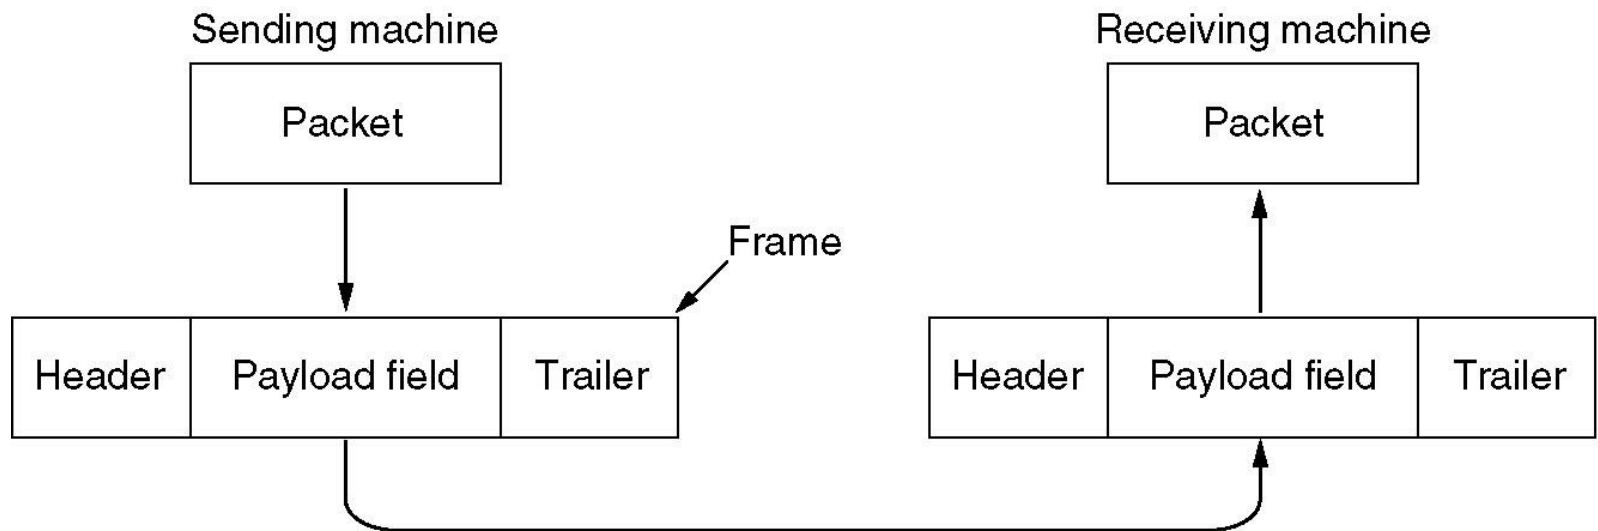 Sending machine
Receiving machine
Packet
Packet
Frame
Header
Payload field
Trailer
Header
Payload field
Trailer